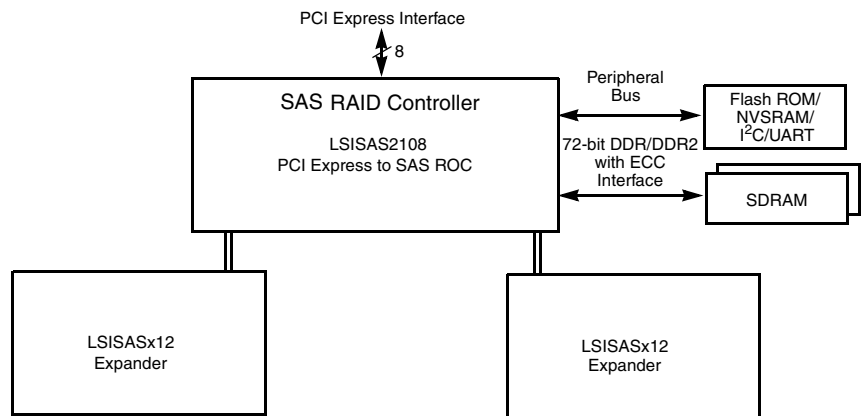 PCI Express Interface
8
SAS RAID Controller
LSISAS2108
PCI Express to SAS ROC
Peripheral
Bus
Flash ROM/
NVSRAM/
I²C/UART
72-bit DDR/DDR2
with ECC
Interface
SDRAM
LSISASx12
Expander
LSISASx12
Expander